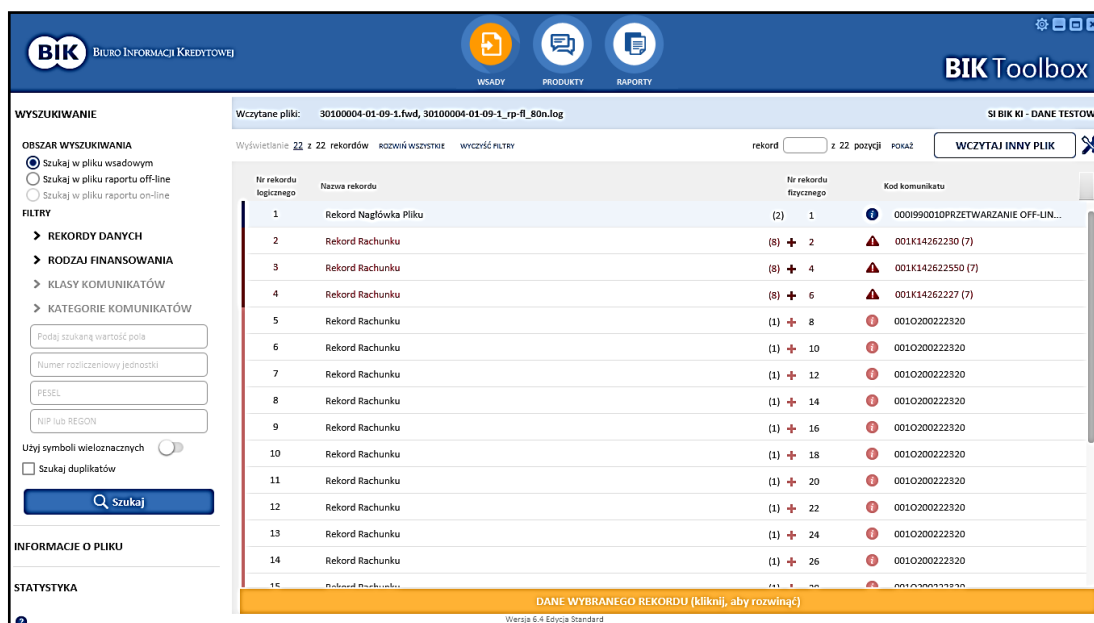 BIK BIURO INFORMACJI KREDYTOWEJ
WSADY PRODUKTY RAPORTY
BIK Toolbox
WYSZUKIWANIE
OBSZAR WYSZUKIWANIA
Szukaj w pliku wsadowym
Szukaj w pliku raportu off-line
Szukaj w pliku raportu on-line
FILTRY
REKORDY DANYCH
RODZAJ FINANSOWANIA
KLASY KOMUNIKATÓW
KATEGORIE KOMUNIKATÓW
Podaj szukaną wartość pola
Numer rozliczeniowy jednostki
PESEL
NIP lub REGON
Użyj symboli wieloznacznych
Szukaj duplikatów
Szukaj
INFORMACJE O PLIKU
STATYSTYKA
Wczytane pliki: 30100004-01-09-1.fwd, 30100004-01-09-1_rp-fl_80n.log SI BIK KI - DANE TESTOW
Wyświetlanie 22 z 22 rekordów ROZWIŃ WSZYSTKIE WYCZYŚĆ FILTRY rekord z 22 pozycji POKAŻ WCZYTAJ INNY PLIK
Nr rekordu logicznego Nazwa rekordu Nr rekordu fizycznego Kod komunikatu
1 Rekord Nagłówka Pliku (2) 1 000I990010PRZETWARZANIE OFF-LIN...
2 Rekord Rachunku (8) + 2 001K14262230 (7)
3 Rekord Rachunku (8) + 4 001K142622550 (7)
4 Rekord Rachunku (8) + 6 001K14262227 (7)
5 Rekord Rachunku (1) + 8 001O200222320
6 Rekord Rachunku (1) + 10 001O200222320
7 Rekord Rachunku (1) + 12 001O200222320
8 Rekord Rachunku (1) + 14 001O200222320
9 Rekord Rachunku (1) + 16 001O200222320
10 Rekord Rachunku (1) + 18 001O200222320
11 Rekord Rachunku (1) + 20 001O200222320
12 Rekord Rachunku (1) + 22 001O200222320
13 Rekord Rachunku (1) + 24 001O200222320
14 Rekord Rachunku (1) + 26 001O200222320
15 Rekord Rachunku (1) + 28 001O200222320
DANE WYBRANEGO REKORDU (kliknij, aby rozwinąć)
Wersja 6.4 Edycja Standard